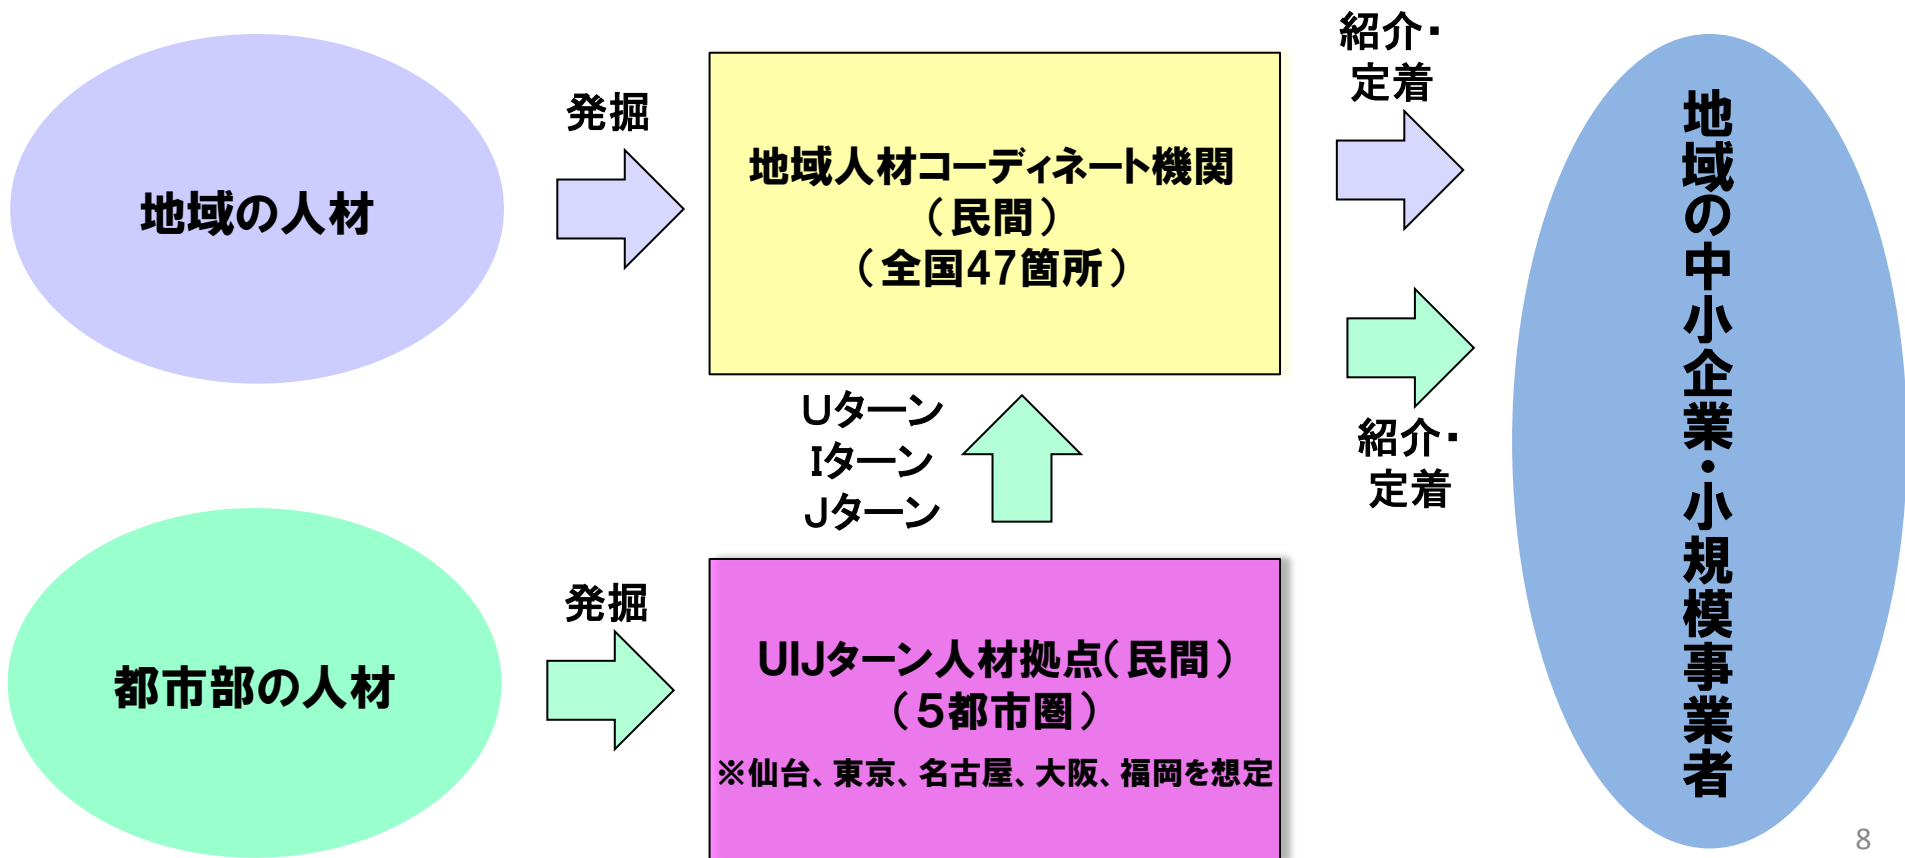 地域の人材
発掘
地域人材コーディネート機関
（民間）
（全国47箇所）
紹介・
定着
紹介・
定着
地域の中小企業・小規模事業者
Uターン
Iターン
Jターン
都市部の人材
発掘
UIJターン人材拠点（民間）
（5都市圏）
※仙台、東京、名古屋、大阪、福岡を想定
8